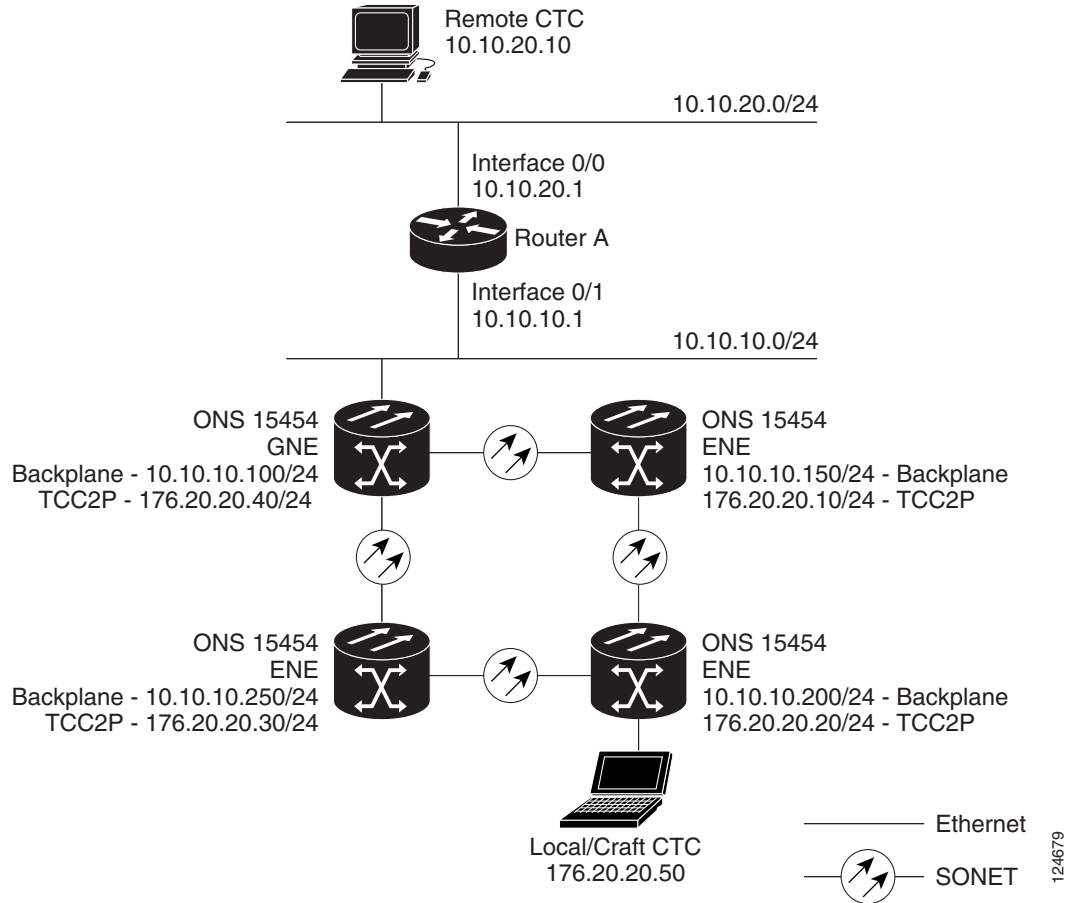 Remote CTC
10.10.20.10
10.10.20.0/24
Interface 0/0
10.10.20.1
Router A
Interface 0/1
10.10.10.1
10.10.10.0/24
ONS 15454
GNE
Backplane - 10.10.10.100/24
TCC2P - 176.20.20.40/24
ONS 15454
ENE
10.10.10.150/24 - Backplane
176.20.20.10/24 - TCC2P
ONS 15454
ENE
Backplane - 10.10.10.250/24
TCC2P - 176.20.20.30/24
ONS 15454
ENE
10.10.10.200/24 - Backplane
176.20.20.20/24 - TCC2P
Local/Craft CTC
176.20.20.50
Ethernet
SONET
124679